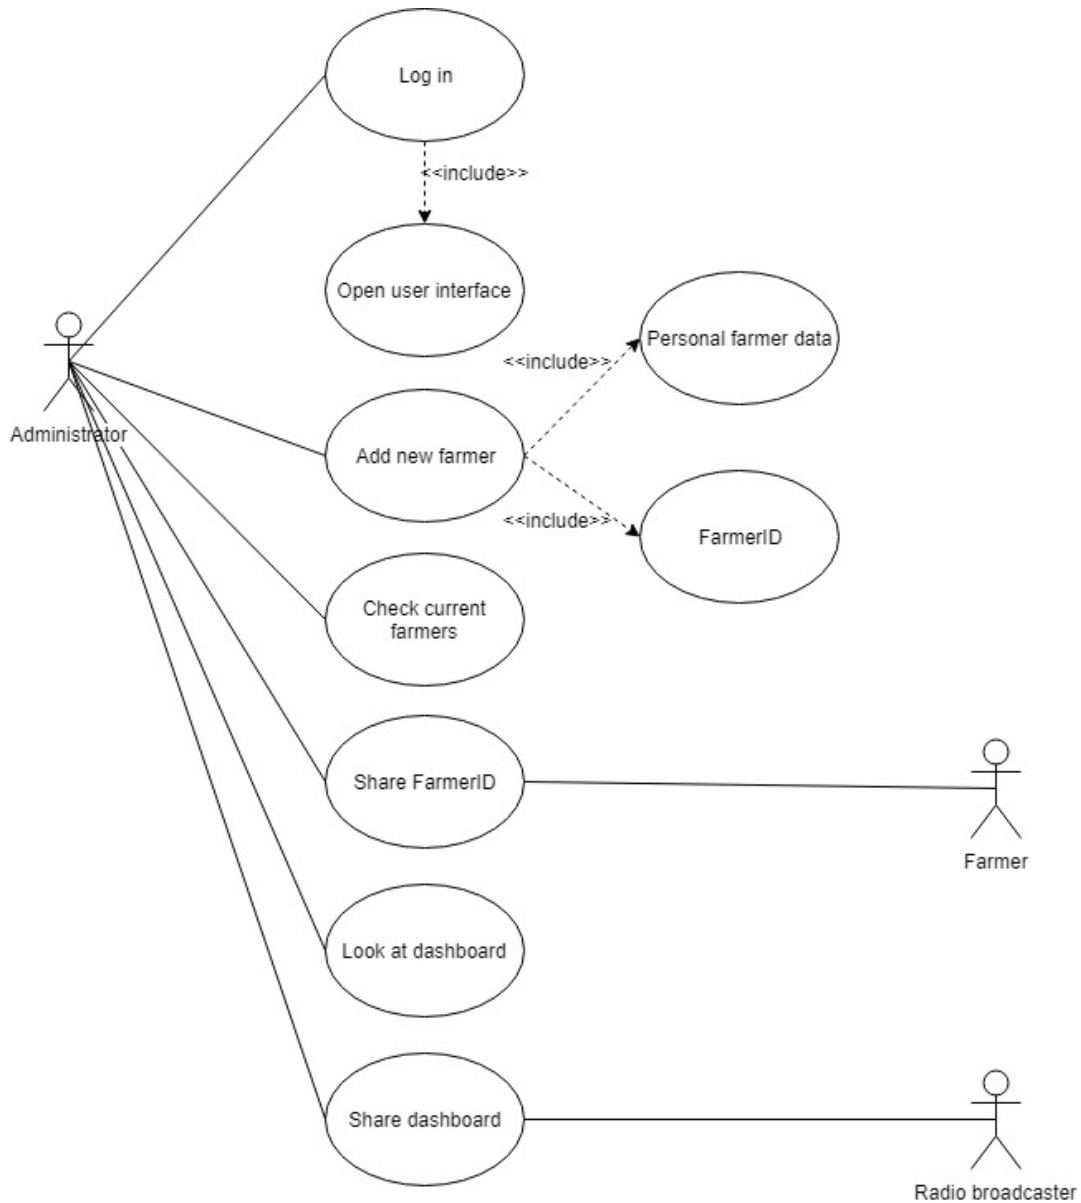 Log in
<<include>>
Open user interface
Personal farmer data
<<include>>
Administrator
Add new farmer
<<include>>
FarmerID
Check current
farmers
Share FarmerID
Farmer
Look at dashboard
Share dashboard
Radio broadcaster